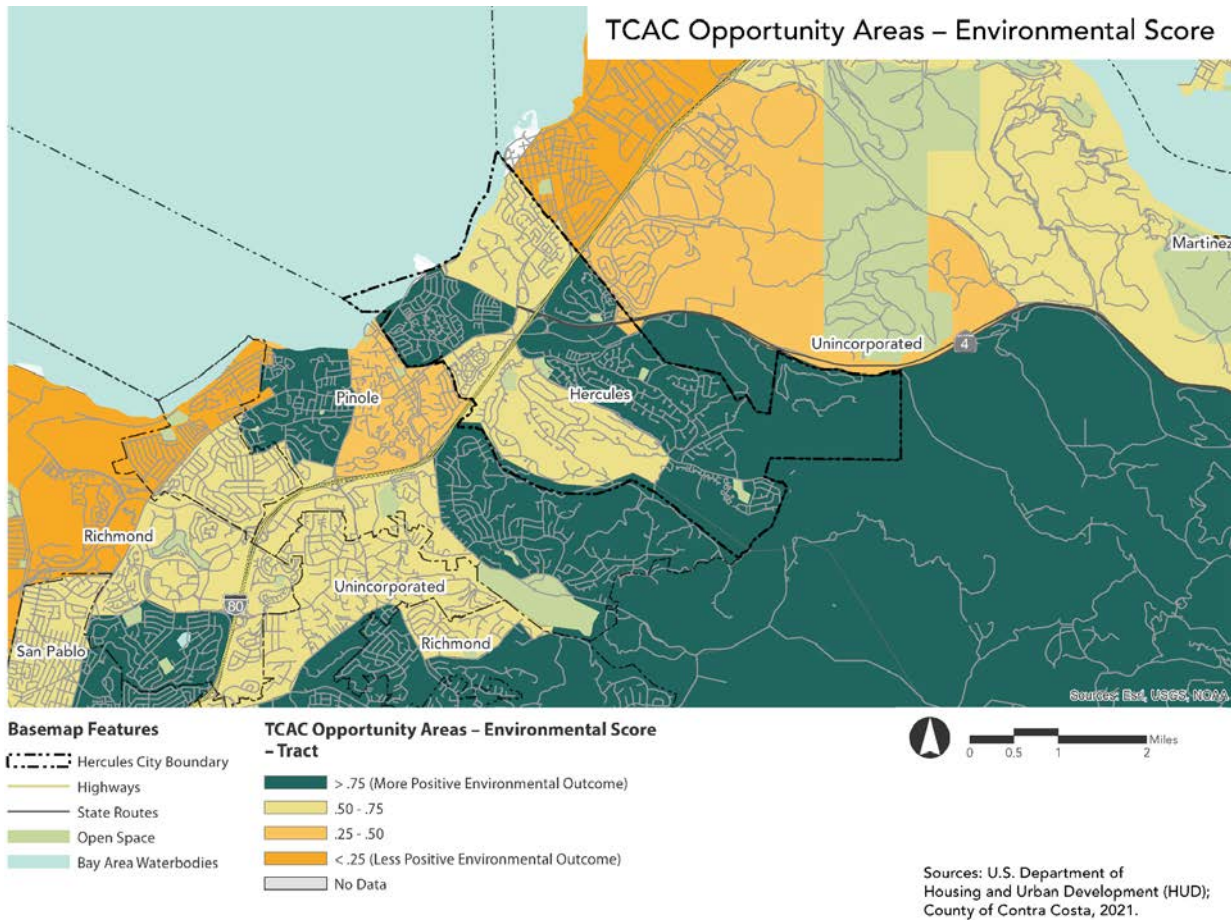 TCAC Opportunity Areas – Environmental Score
Martinez
Unincorporated
4
Hercules
Pinole
Richmond
Unincorporated
80
Richmond
San Pablo
Sources: Esri, USGS, NOAA
Basemap Features
Hercules City Boundary
Highways
State Routes
Open Space
Bay Area Waterbodies
TCAC Opportunity Areas – Environmental Score
– Tract
> .75 (More Positive Environmental Outcome)
.50 - .75
.25 - .50
< .25 (Less Positive Environmental Outcome)
No Data
Miles
0 0.5 1 2
Sources: U.S. Department of
Housing and Urban Development (HUD);
County of Contra Costa, 2021.